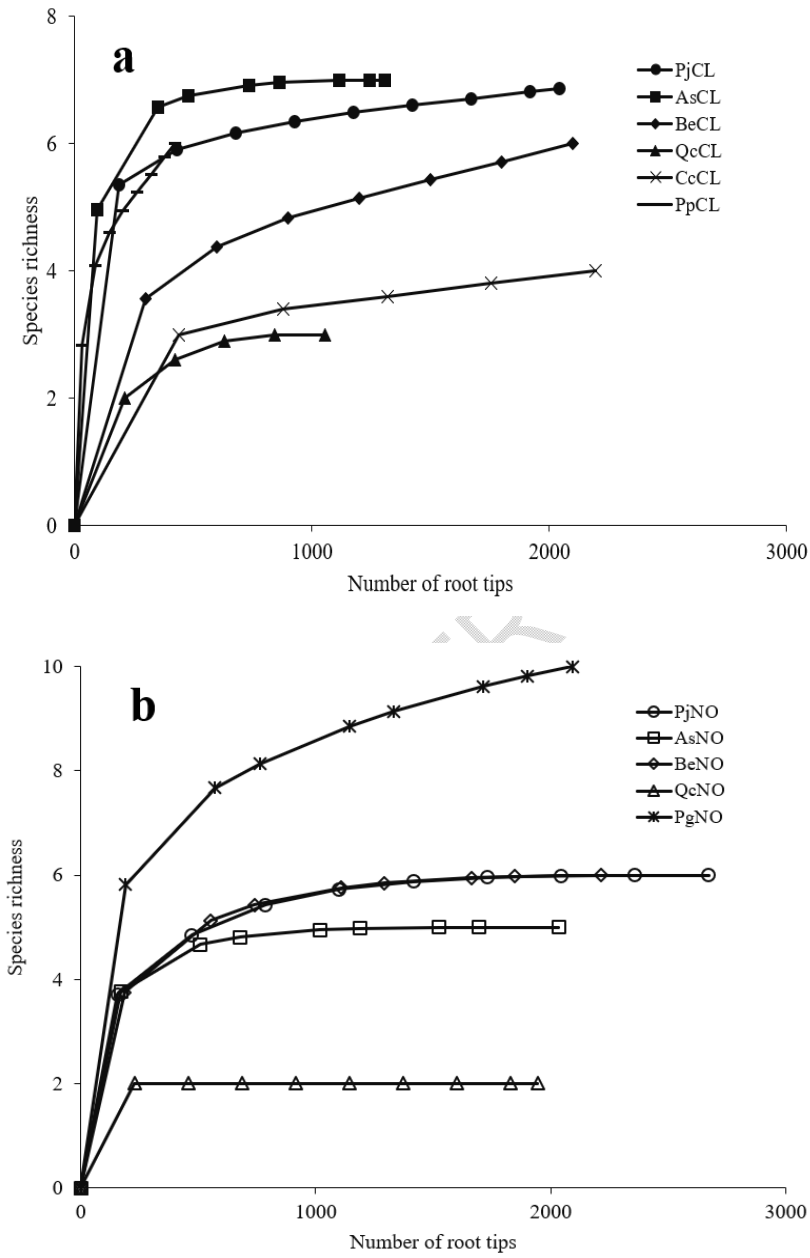 a
8
6
4
2
0
Species richness
0
1000
2000
3000
Number of root tips
PjCL
AsCL
BeCL
QcCL
CcCL
PpCL
b
10
8
6
4
2
0
Species richness
0
1000
2000
3000
Number of root tips
PjNO
AsNO
BeNO
QcNO
PgNO